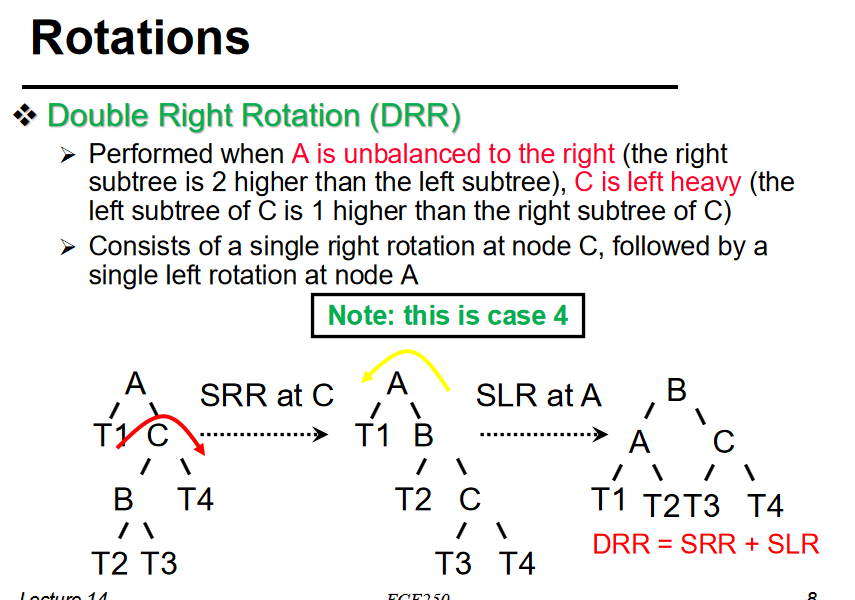 Rotations
❖ Double Right Rotation (DRR)
➢ Performed when A is unbalanced to the right (the right
subtree is 2 higher than the left subtree), C is left heavy (the
left subtree of C is 1 higher than the right subtree of C)
➢ Consists of a single right rotation at node C, followed by a
single left rotation at node A
Note: this is case 4
A SRR at C A SLR at A B
T1 C T1 B A C
B T4 T2 C T1 T2 T3 T4
T2 T3 T3 T4 DRR = SRR + SLR
Lecture 14 ECE250 8